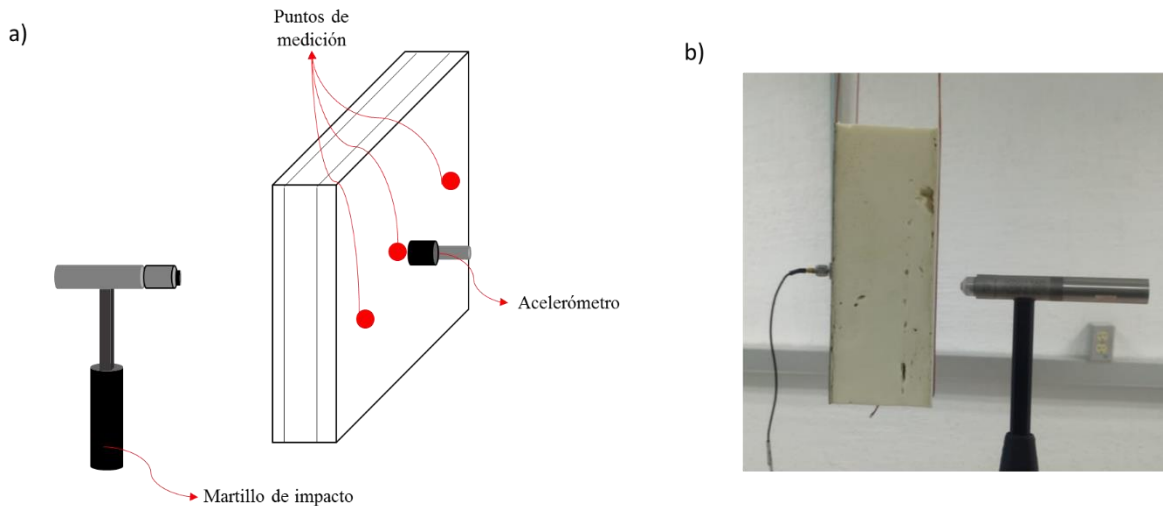 a)
Puntos de
medición
b)
Acelerómetro
Martillo de impacto